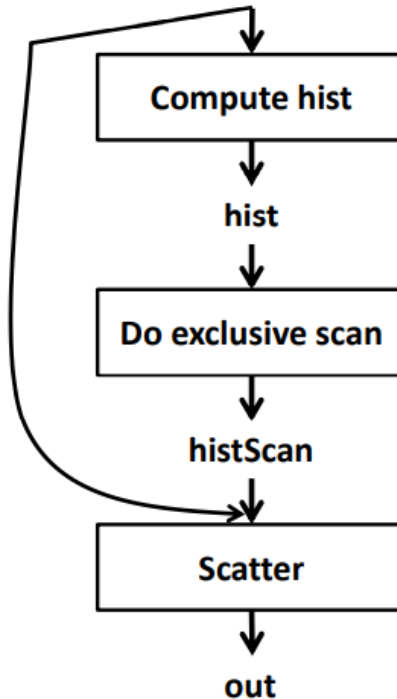 Compute hist
hist
Do exclusive scan
histScan
Scatter
out